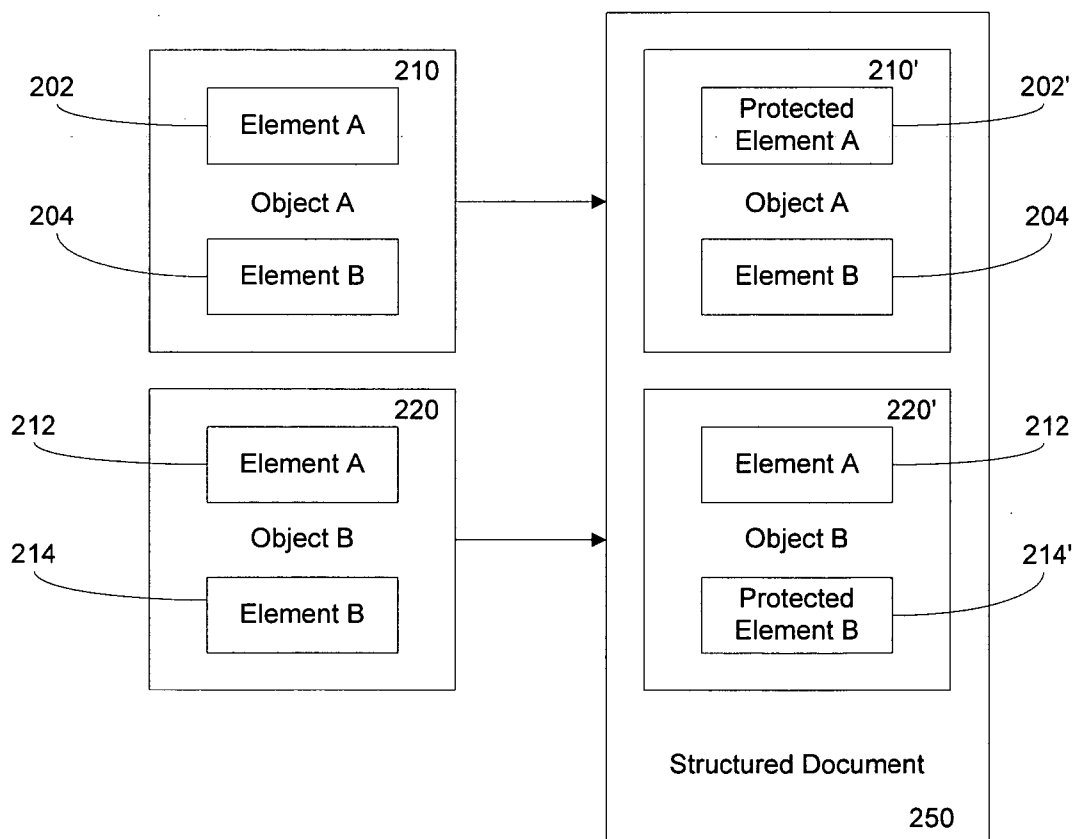 210
202
Element A
Object A
204
Element B
220
212
Element A
Object B
214
Element B
210'
202'
Protected
Element A
Object A
204
Element B
220'
212
Element A
Object B
214'
Protected
Element B
Structured Document
250